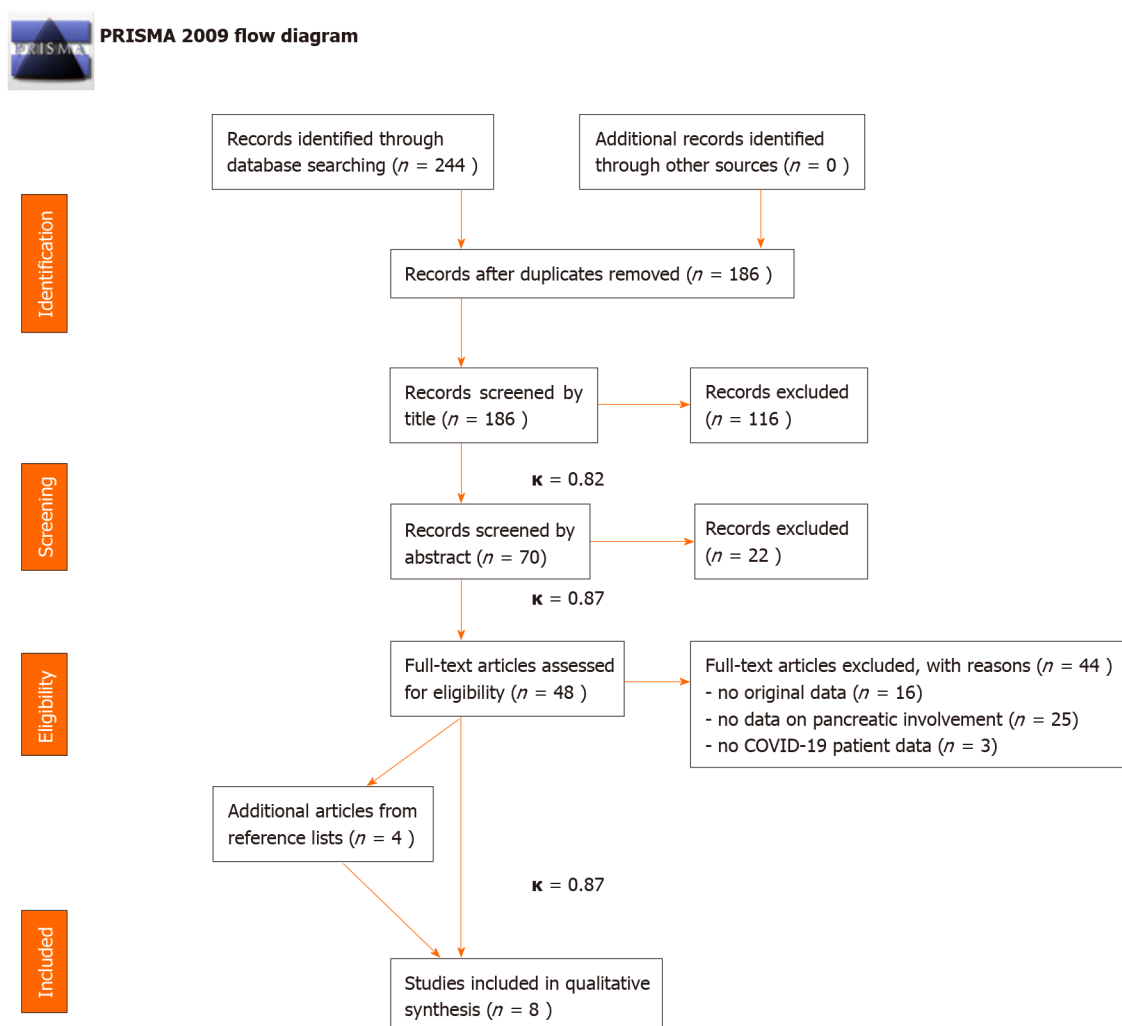 PRISMA
PRISMA 2009 flow diagram
Records identified through
database searching (n = 244 )
Additional records identified
through other sources (n = 0 )
Identification
Records after duplicates removed (n = 186 )
Records screened by
title (n = 186 )
Records excluded
(n = 116 )
κ = 0.82
Screening
Records screened by
abstract (n = 70)
Records excluded
(n = 22 )
κ = 0.87
Eligibility
Full-text articles assessed
for eligibility (n = 48 )
Full-text articles excluded, with reasons (n = 44 )
- no original data (n = 16)
- no data on pancreatic involvement (n = 25)
- no COVID-19 patient data (n = 3)
Additional articles from
reference lists (n = 4 )
κ = 0.87
Included
Studies included in qualitative
synthesis (n = 8 )